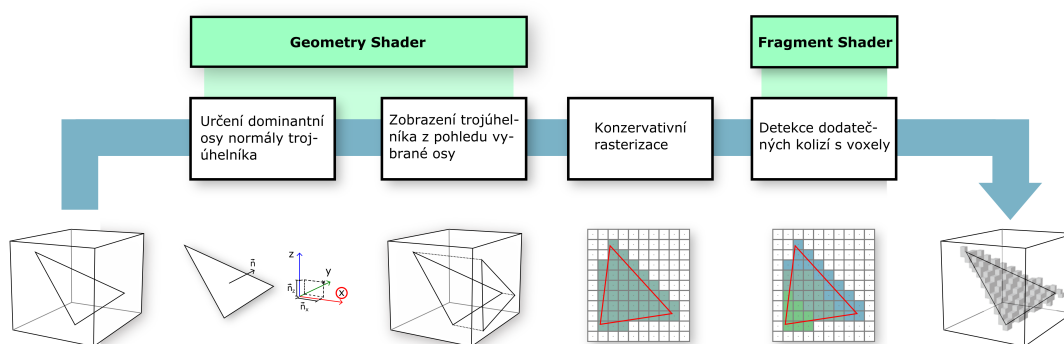 Geometry Shader
Fragment Shader
Určení dominantní
osy normály troj-
úhelníka
Zobrazení trojúhel-
níka z pohledu vy-
brané osy
Konzervativní
rasterizace
Detekce dodateč-
ných kolizí s voxely
n⃗
z
y
n⃗z
x
n⃗x